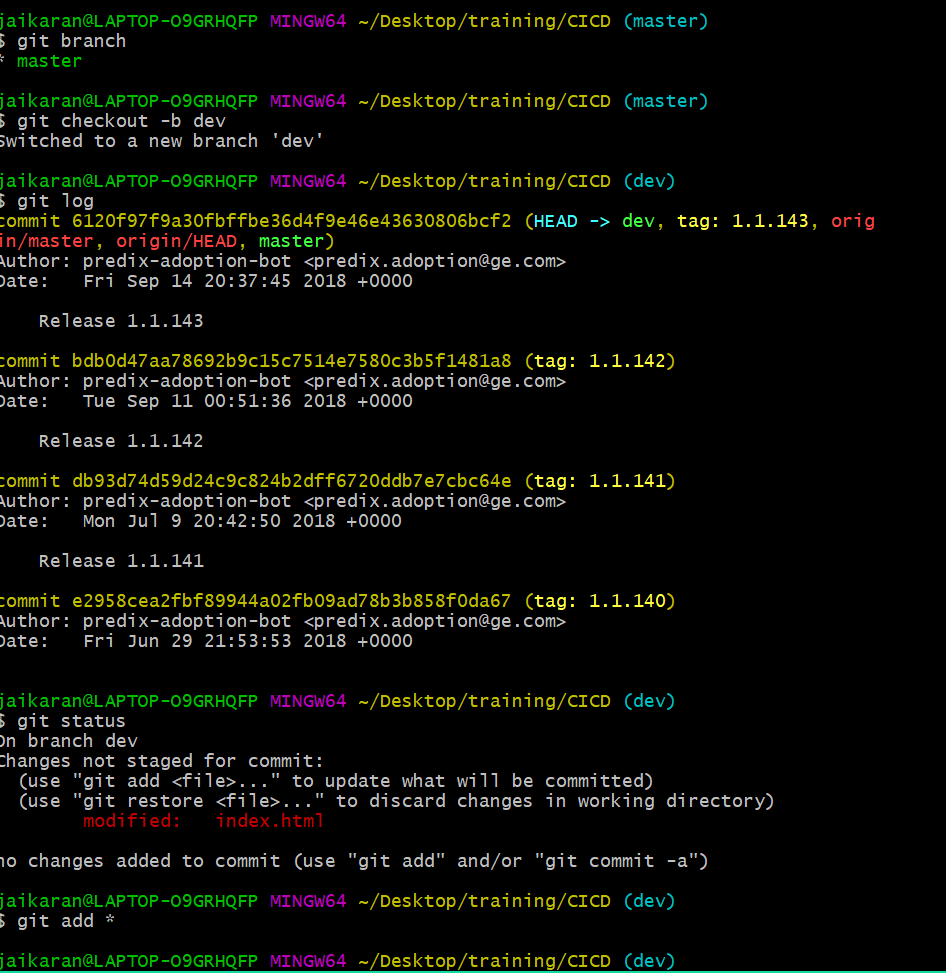 jaikaran@LAPTOP-O9GRHQFP MINGW64 ~/Desktop/training/CICD (master)
$ git branch
* master
jaikaran@LAPTOP-O9GRHQFP MINGW64 ~/Desktop/training/CICD (master)
$ git checkout -b dev
Switched to a new branch 'dev'
jaikaran@LAPTOP-O9GRHQFP MINGW64 ~/Desktop/training/CICD (dev)
$ git log
commit 6120f97f9a30fbffbe36d4f9e46e43630806bcf2 (HEAD -> dev, tag: 1.1.143, orig
in/master, origin/HEAD, master)
Author: predix-adoption-bot <predix.adoption@ge.com>
Date:   Fri Sep 14 20:37:45 2018 +0000
    Release 1.1.143
commit bdb0d47aa78692b9c15c7514e7580c3b5f1481a8 (tag: 1.1.142)
Author: predix-adoption-bot <predix.adoption@ge.com>
Date:   Tue Sep 11 00:51:36 2018 +0000
    Release 1.1.142
commit db93d74d59d24c9c824b2dff6720ddb7e7cbc64e (tag: 1.1.141)
Author: predix-adoption-bot <predix.adoption@ge.com>
Date:   Mon Jul 9 20:42:50 2018 +0000
    Release 1.1.141
commit e2958cea2fbf89944a02fb09ad78b3b858f0da67 (tag: 1.1.140)
Author: predix-adoption-bot <predix.adoption@ge.com>
Date:   Fri Jun 29 21:53:53 2018 +0000
jaikaran@LAPTOP-O9GRHQFP MINGW64 ~/Desktop/training/CICD (dev)
$ git status
On branch dev
Changes not staged for commit:
  (use "git add <file>..." to update what will be committed)
  (use "git restore <file>..." to discard changes in working directory)
        modified:   index.html
no changes added to commit (use "git add" and/or "git commit -a")
jaikaran@LAPTOP-O9GRHQFP MINGW64 ~/Desktop/training/CICD (dev)
$ git add *
jaikaran@LAPTOP-O9GRHQFP MINGW64 ~/Desktop/training/CICD (dev)